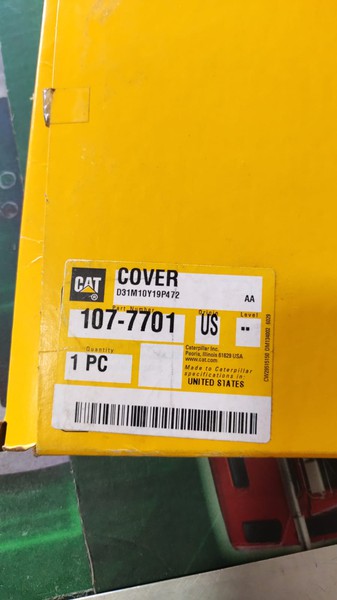 CAT
®
COVER
D31M10Y19P472
AA
Part Number
Origin
Level
107-7701
US
--
Quantity
1 PC
Caterpillar Inc.
Peoria, Illinois 61629 USA
www.cat.com
Made to Caterpillar
specifications in:
UNITED STATES